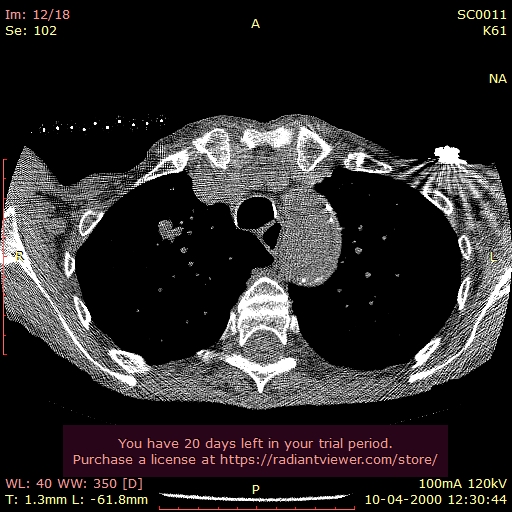 Im: 12/18
Se: 102
A
SC0011
K61
NA
R
L
You have 20 days left in your trial period.
Purchase a license at https://radiantviewer.com/store/
WL: 40 WW: 350 [D]
T: 1.3mm L: -61.8mm
P
100mA 120kV
10-04-2000 12:30:44